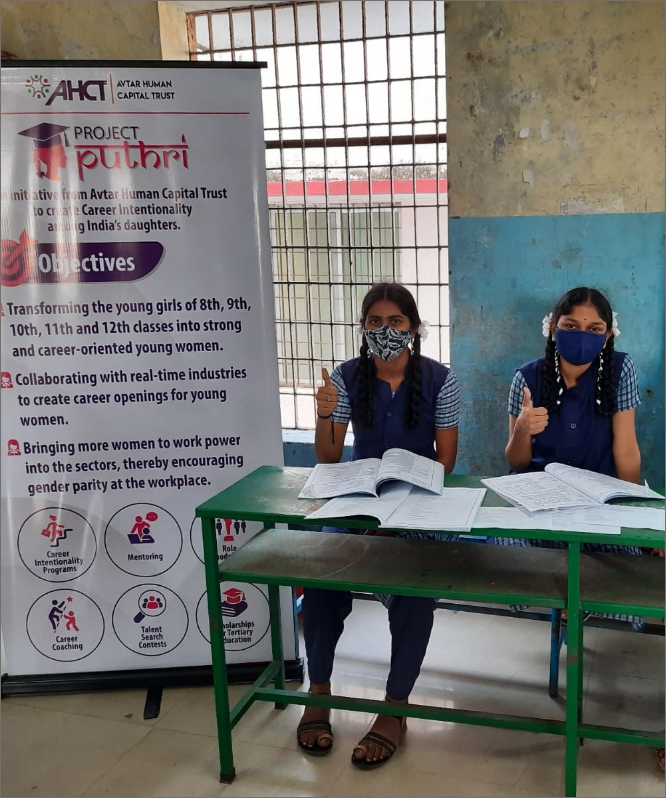 AHCT
AVTAR HUMAN
CAPITAL TRUST
PROJECT
puthri
initiative from Avtar Human Capital Trust
to create Career Intentionality
among India's daughters.
Objectives
Transforming the young girls of 8th, 9th,
10th, 11th and 12th classes into strong
and career-oriented young women.
Collaborating with real-time industries
to create career openings for young
women.
Bringing more women to work power
into the sectors, thereby encouraging
gender parity at the workplace.
Career
Intentionality
Programs
Mentoring
Role
Career
Coaching
Talent
Search
Contests